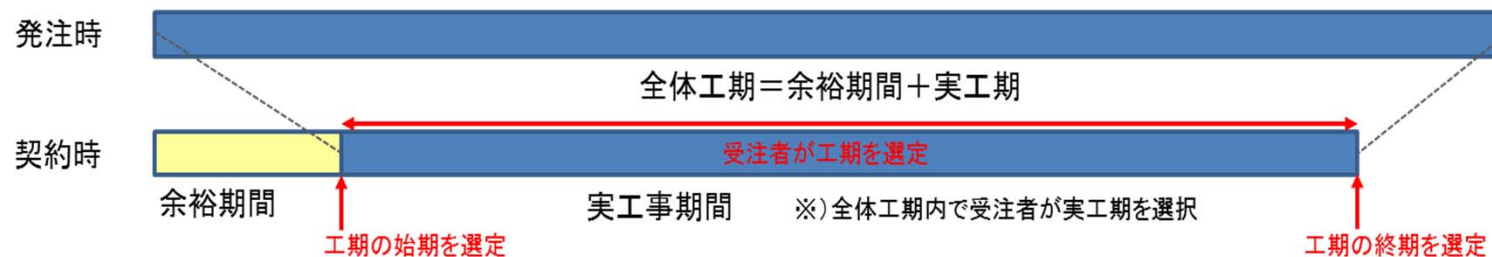 発注時
全体工期＝余裕期間＋実工期
契約時
受注者が工期を選定
余裕期間
実工事期間
※）全体工期内で受注者が実工期を選択
工期の始期を選定
工期の終期を選定